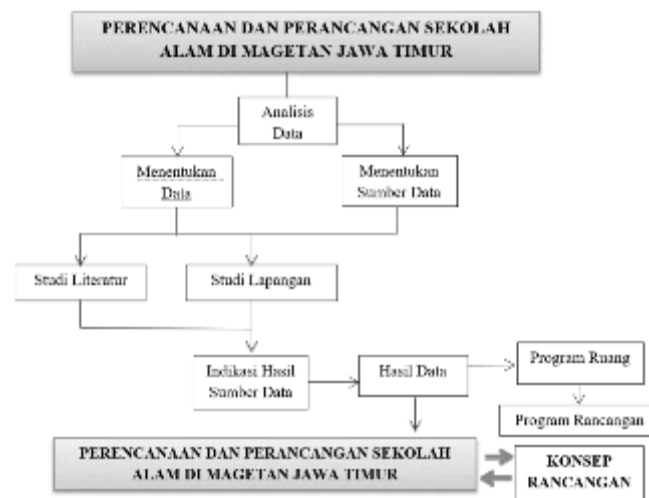 PERENCANAAN DAN PERANCANGAN SEKOLAH
ALAM DI MAGETAN JAWA TIMUR
Analisis
Data
Menentukan
Data
Menentukan
Sumber Data
Studi Literatur
Studi Lapangan
Indikasi Hasil
Sumber Data
Hasil Data
Program Ruang
Program Rancangan
PERENCANAAN DAN PERANCANGAN SEKOLAH
ALAM DI MAGETAN JAWA TIMUR
KONSEP
RANCANGAN